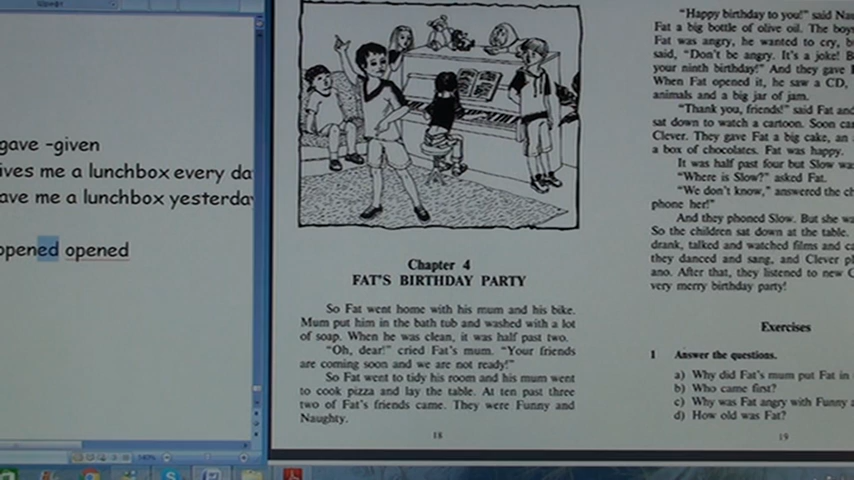 Шрифт
gave –given
ives me a lunchbox every da
ave me a lunchbox yesterday
opened opened
140%
Chapter 4
FAT'S BIRTHDAY PARTY
So Fat went home with his mum and his bike.
Mum put him in the bath tub and washed with a lot
of soap. When he was clean, it was half past two.
"Oh, dear!" cried Fat's mum. "Your friends
are coming soon and we are not ready!"
So Fat went to tidy his room and his mum went
to cook pizza and lay the table. At ten past three
two of Fat's friends came. They were Funny and
Naughty.
18
"Happy birthday to you!" said Nau
Fat a big bottle of olive oil. The boy
Fat was angry, he wanted to cry, b
said, "Don't be angry. It's a joke! B
your ninth birthday!" And they gave
When Fat opened it, he saw a CD,
animals and a big jar of jam.
"Thank you, friends!" said Fat and
sat down to watch a cartoon. Soon car
Clever. They gave Fat a big cake, an
a box of chocolates. Fat was happy.
It was half past four but Slow was
"Where is Slow?" asked Fat.
"We don't know," answered the ch
phone her!"
And they phoned Slow. But she wa
So the children sat down at the table.
drank, talked and watched films and ca
they danced and sang, and Clever pl
ano. After that, they listened to new C
very merry birthday party!
Exercises
1 Answer the questions.
a) Why did Fat's mum put Fat in
b) Who came first?
c) Why was Fat angry with Funny a
d) How old was Fat?
19